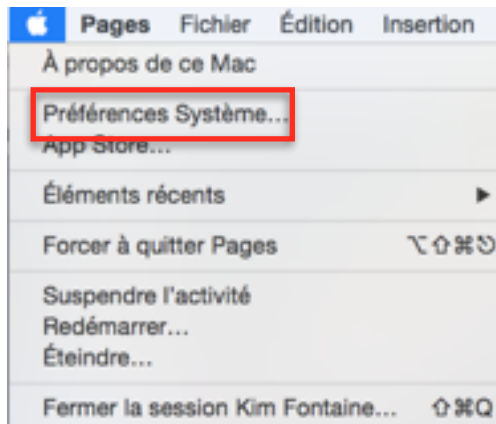 Pages Fichier Édition Insertion
À propos de ce Mac
Préférences Système...
App Store...
Éléments récents
Forcer à quitter Pages ⌥⇧⌘⎋
Suspendre l'activité
Redémarrer...
Éteindre...
Fermer la session Kim Fontaine... ⇧⌘Q